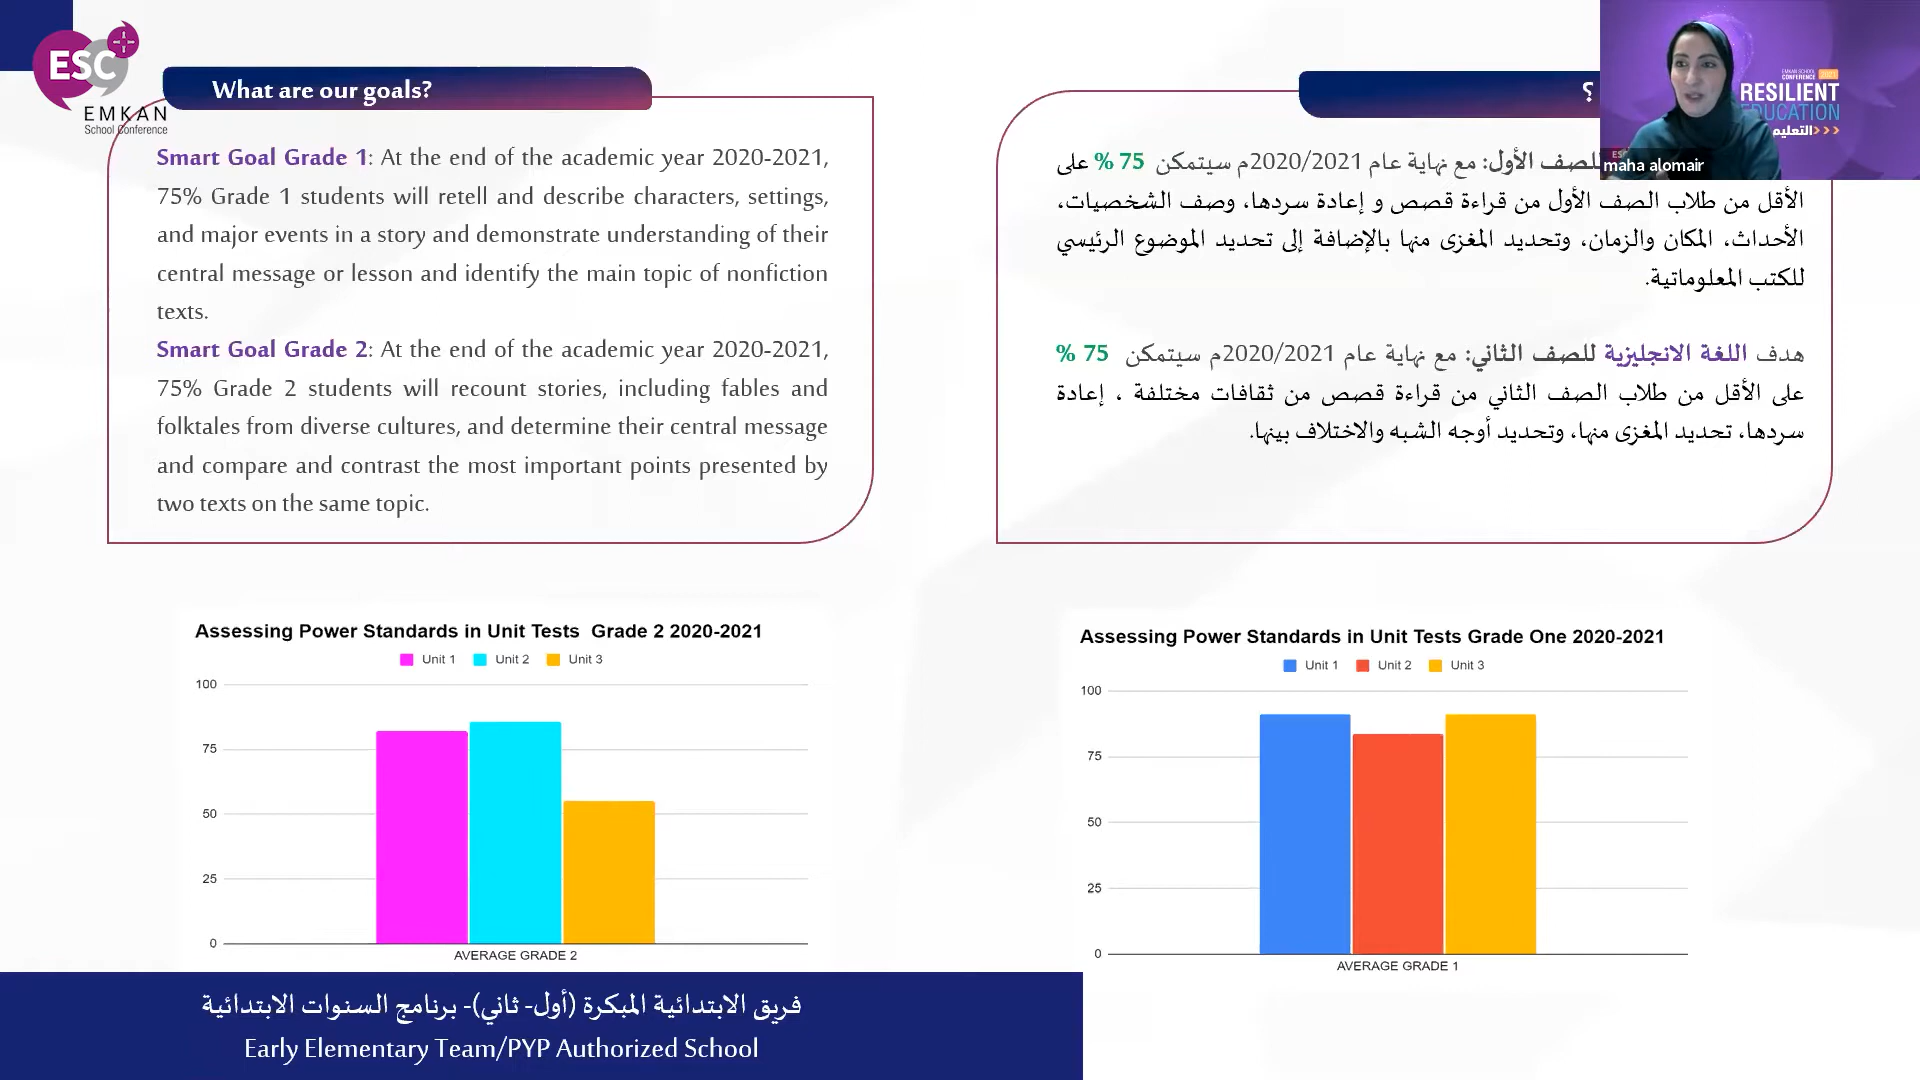 ESC
EMKAN
School Conference
What are our goals?
Smart Goal Grade 1: At the end of the academic year 2020-2021,
75% Grade 1 students will retell and describe characters, settings,
and major events in a story and demonstrate understanding of their
central message or lesson and identify the main topic of nonfiction
texts.
Smart Goal Grade 2: At the end of the academic year 2020-2021,
75% Grade 2 students will recount stories, including fables and
folktales from diverse cultures, and determine their central message
and compare and contrast the most important points presented by
two texts on the same topic.
؟
للصف الأول: مع نهاية عام 2020/2021م سيتمكن 75 % على
الأقل من طلاب الصف الأول من قراءة قصص و إعادة سردها، وصف الشخصيات،
الأحداث، المكان والزمان، وتحديد المغزى منها بالإضافة إلى تحديد الموضوع الرئيسي
للكتب المعلوماتية.
هدف اللغة الانجليزية للصف الثاني: مع نهاية عام 2020/2021م سيتمكن 75 %
على الأقل من طلاب الصف الثاني من قراءة قصص من ثقافات مختلفة ، إعادة
سردها، تحديد المغزى منها، وتحديد أوجه الشبه والاختلاف بينها.
RESILIENT
EDUCATION
التعليم
maha alomair
Assessing Power Standards in Unit Tests Grade 2 2020-2021
Unit 1 Unit 2 Unit 3
100
75
50
25
0
AVERAGE GRADE 2
Assessing Power Standards in Unit Tests Grade One 2020-2021
Unit 1 Unit 2 Unit 3
100
75
50
25
0
AVERAGE GRADE 1
فريق الابتدائية المبكرة (أول- ثاني)- برنامج السنوات الابتدائية
Early Elementary Team/PYP Authorized School